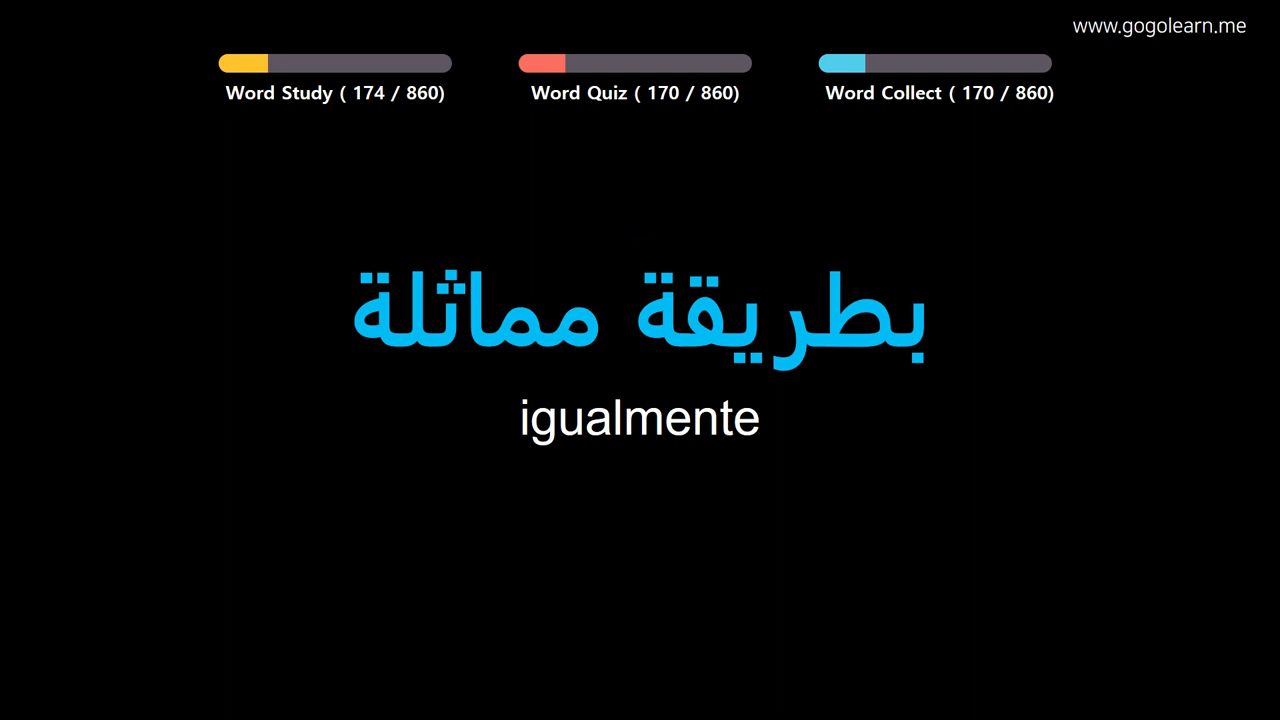 www.gogolearn.me
Word Study ( 174 / 860)
Word Quiz ( 170 / 860)
Word Collect ( 170 / 860)
بطريقة مماثلة
igualmente